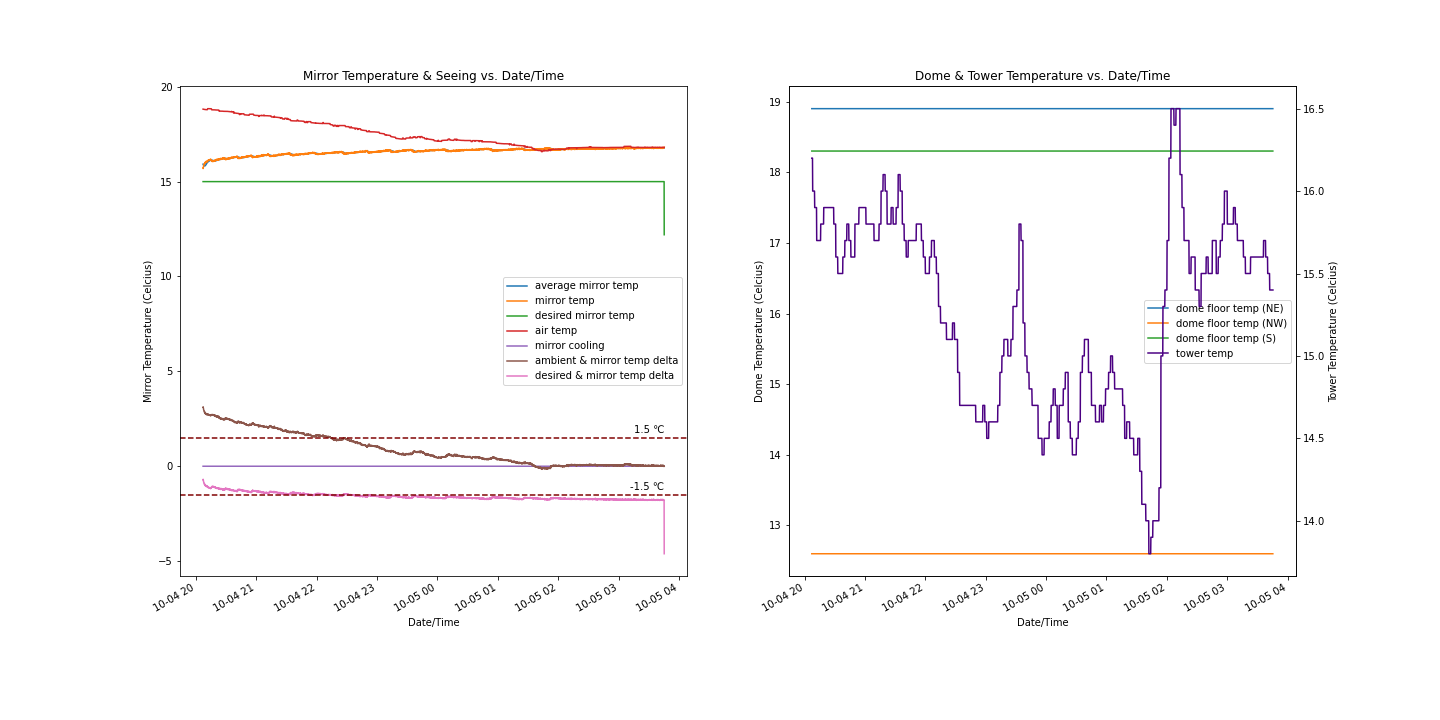 Mirror Temperature & Seeing vs. Date/Time
20
15
10
5
0
−5
Mirror Temperature (Celcius)
average mirror temp
mirror temp
desired mirror temp
air temp
mirror cooling
ambient & mirror temp delta
desired & mirror temp delta
1.5 °C
-1.5 °C
10-04 20
10-04 21
10-04 22
10-04 23
10-05 00
10-05 01
10-05 02
10-05 03
10-05 04
Date/Time
Dome & Tower Temperature vs. Date/Time
19
18
17
16
15
14
13
Dome Temperature (Celcius)
dome floor temp (NE)
dome floor temp (NW)
dome floor temp (S)
tower temp
16.5
16.0
15.5
15.0
14.5
14.0
Tower Temperature (Celcius)
10-04 20
10-04 21
10-04 22
10-04 23
10-05 00
10-05 01
10-05 02
10-05 03
10-05 04
Date/Time